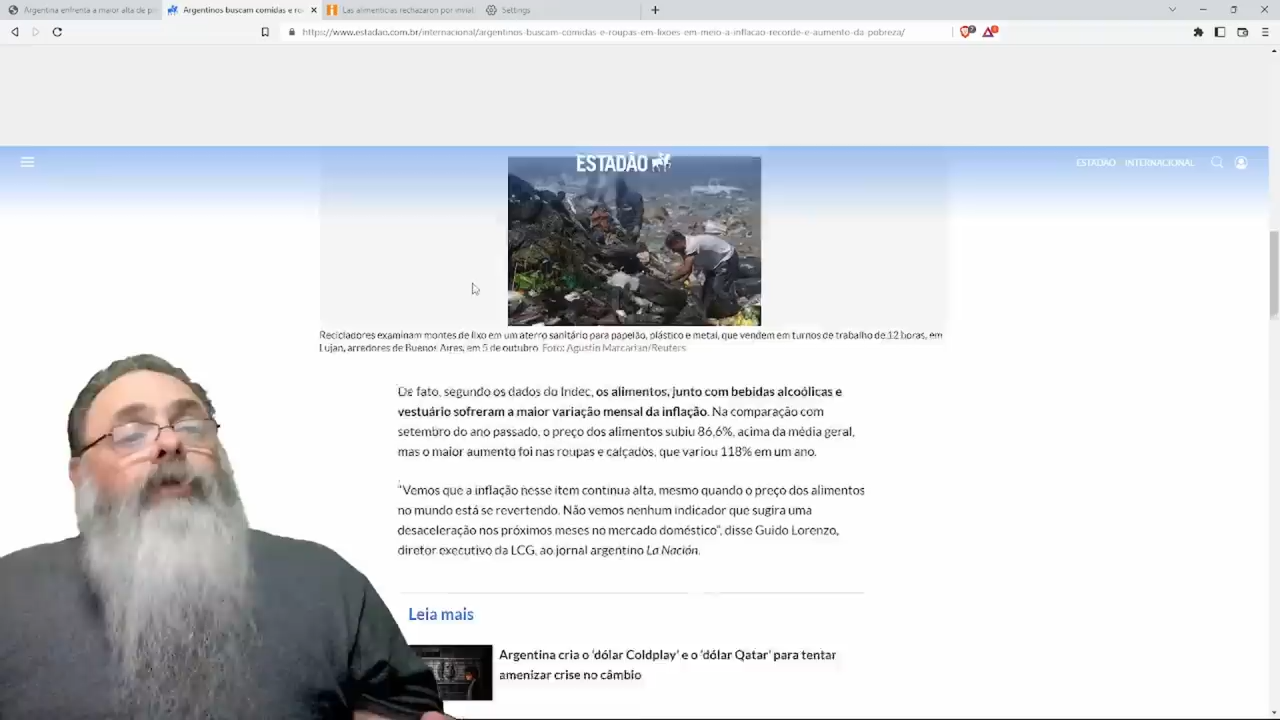 Argentina enfrenta a maior alta de p
Argentinos buscam comidas e ro
Las alimenticias rechazaron por invial
Settings
https://www.estadao.com.br/internacional/argentinos-buscam-comidas-e-roupas-em-lixoes-em-meio-a-inflacao-recorde-e-aumento-da-pobreza/
ESTADÃO
ESTADÃO INTERNACIONAL
Recicladores examinam montes de lixo em um aterro sanitário para papelão, plástico e metal, que vendem em turnos de trabalho de 12 horas, em
Lujan, arredores de Buenos Aires, em 5 de outubro Foto: Agustin Marcarian/Reuters
De fato, segundo os dados do Indec, os alimentos, junto com bebidas alcoólicas e
vestuário sofreram a maior variação mensal da inflação. Na comparação com
setembro do ano passado, o preço dos alimentos subiu 86,6%, acima da média geral,
mas o maior aumento foi nas roupas e calçados, que variou 118% em um ano.
"Vemos que a inflação nesse item continua alta, mesmo quando o preço dos alimentos
no mundo está se revertendo. Não vemos nenhum indicador que sugira uma
desaceleração nos próximos meses no mercado doméstico", disse Guido Lorenzo,
diretor executivo da LCG, ao jornal argentino La Nación.
Leia mais
Argentina cria o 'dólar Coldplay' e o 'dólar Qatar' para tentar
amenizar crise no câmbio